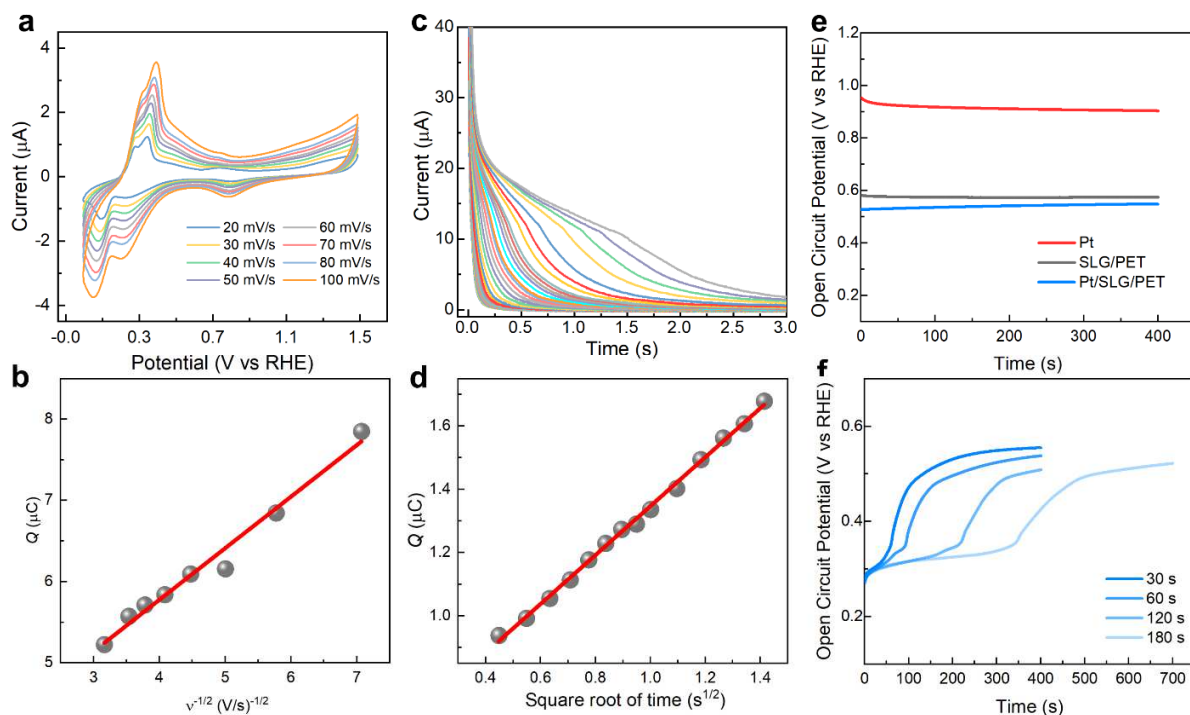 a
Current (μA)
4
2
0
-2
-4
-0.0 0.3 0.7 1.1 1.5
Potential (V vs RHE)
20 mV/s 60 mV/s
30 mV/s 70 mV/s
40 mV/s 80 mV/s
50 mV/s 100 mV/s
c
Current (μA)
40
30
20
10
0
0.0 0.5 1.0 1.5 2.0 2.5 3.0
Time (s)
e
Open Circuit Potential (V vs RHE)
1.2
1.0
0.8
0.6
0.4
0.2
0 100 200 300 400
Time (s)
Pt
SLG/PET
Pt/SLG/PET
b
Q (μC)
8
7
6
5
3 4 5 6 7
v-1/2 (V/s)-1/2
d
Q (μC)
1.6
1.4
1.2
1.0
0.4 0.6 0.8 1.0 1.2 1.4
Square root of time (s1/2)
f
Open Circuit Potential (V vs RHE)
0.6
0.4
0.2
0 100 200 300 400 500 600 700
Time (s)
30 s
60 s
120 s
180 s